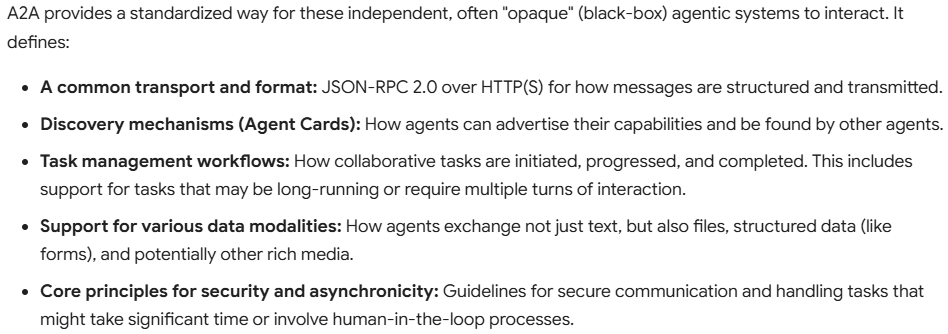 A2A provides a standardized way for these independent, often "opaque" (black-box) agentic systems to interact. It
defines:
• A common transport and format: JSON-RPC 2.0 over HTTP(S) for how messages are structured and transmitted.
• Discovery mechanisms (Agent Cards): How agents can advertise their capabilities and be found by other agents.
• Task management workflows: How collaborative tasks are initiated, progressed, and completed. This includes
support for tasks that may be long-running or require multiple turns of interaction.
• Support for various data modalities: How agents exchange not just text, but also files, structured data (like
forms), and potentially other rich media.
• Core principles for security and asynchronicity: Guidelines for secure communication and handling tasks that
might take significant time or involve human-in-the-loop processes.